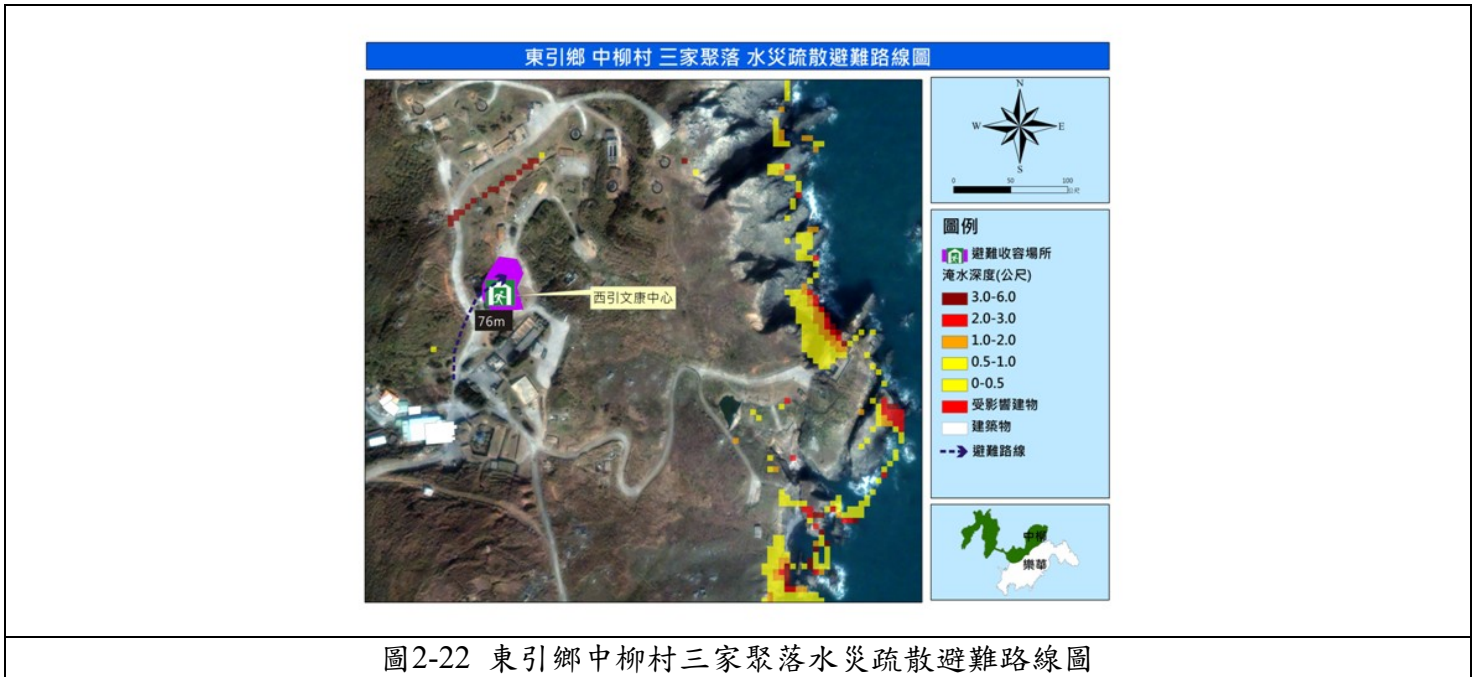 東引鄉 中柳村 三家聚落 水災疏散避難路線圖
N
W
E
S
0
50
100
公尺
圖例
避難收容場所
淹水深度(公尺)
3.0-6.0
2.0-3.0
1.0-2.0
0.5-1.0
0-0.5
受影響建物
建築物
避難路線
西引文康中心
76m
中柳
樂華
圖2-22 東引鄉中柳村三家聚落水災疏散避難路線圖